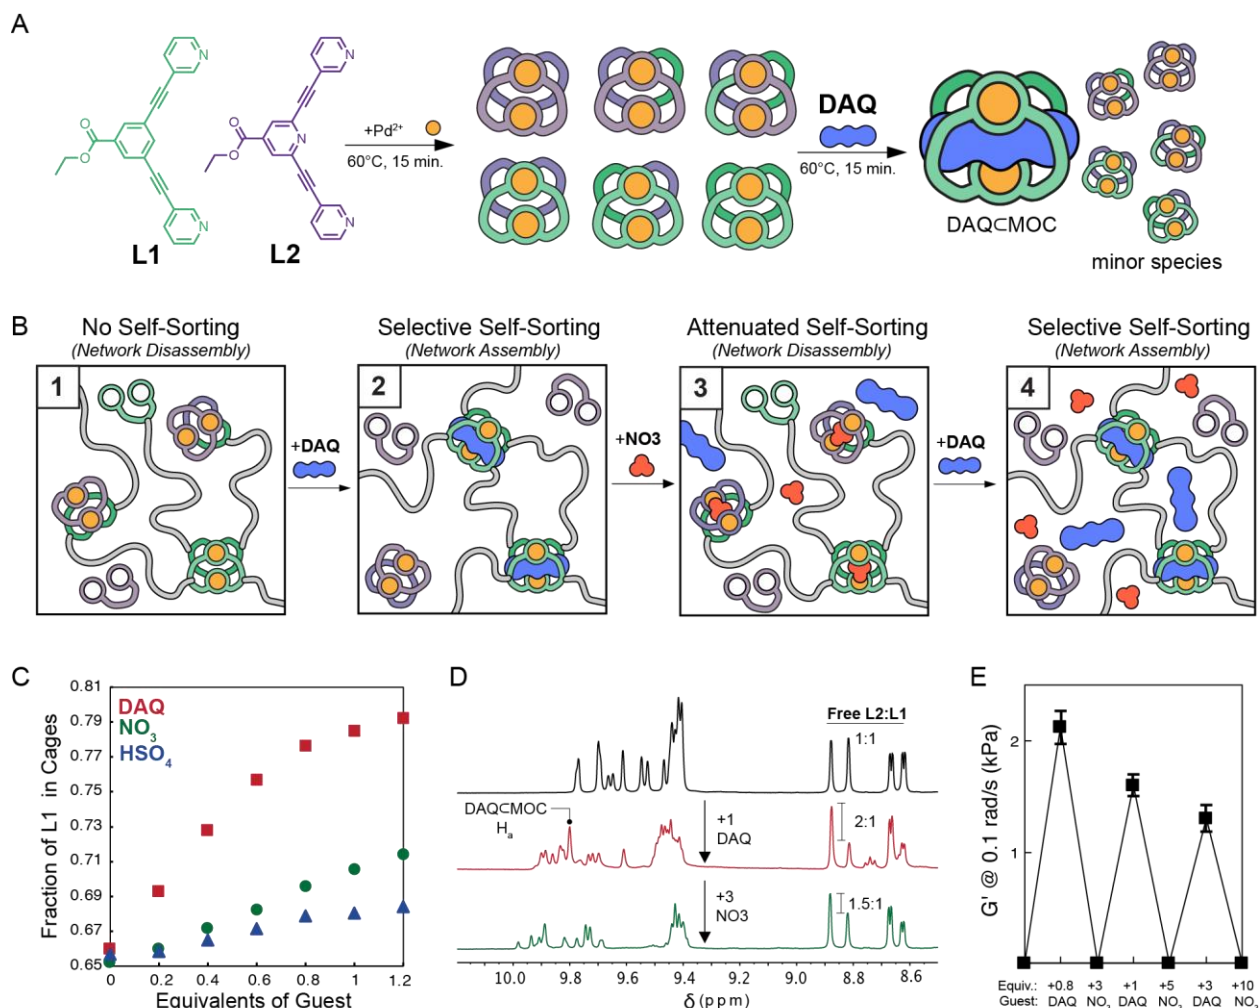 A
N
N
O
O
L1
N
N
N
O
O
L2
+Pd²⁺
60°C, 15 min.
DAQ
60°C, 15 min.
DAQ⊂MOC
minor species
B
No Self-Sorting
(Network Disassembly)
1
+DAQ
Selective Self-Sorting
(Network Assembly)
2
+NO3
Attenuated Self-Sorting
(Network Disassembly)
3
+DAQ
Selective Self-Sorting
(Network Assembly)
4
C
Fraction of L1 in Cages
0.81
0.79
0.77
0.75
0.73
0.71
0.69
0.67
0.65
DAQ
NO₃
HSO₄
0
0.2
0.4
0.6
0.8
1
1.2
Equivalents of Guest
D
Free L2:L1
1:1
DAQ⊂MOC
Hₐ
+1
DAQ
2:1
+3
NO3
1.5:1
10.0
9.8
9.6
9.4
9.2
9.0
8.8
8.6
δ (ppm)
E
G' @ 0.1 rad/s (kPa)
2
1
Equiv.: +0.8 +3 +1 +5 +3 +10
Guest: DAQ NO₃ DAQ NO₃ DAQ NO₃